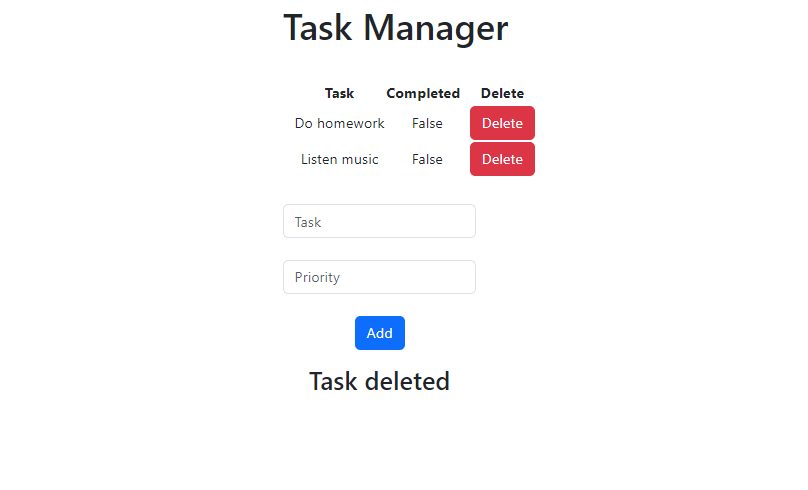 Task Manager
Task Completed Delete
Do homework False Delete
Listen music False Delete
Task
Priority
Add
Task deleted